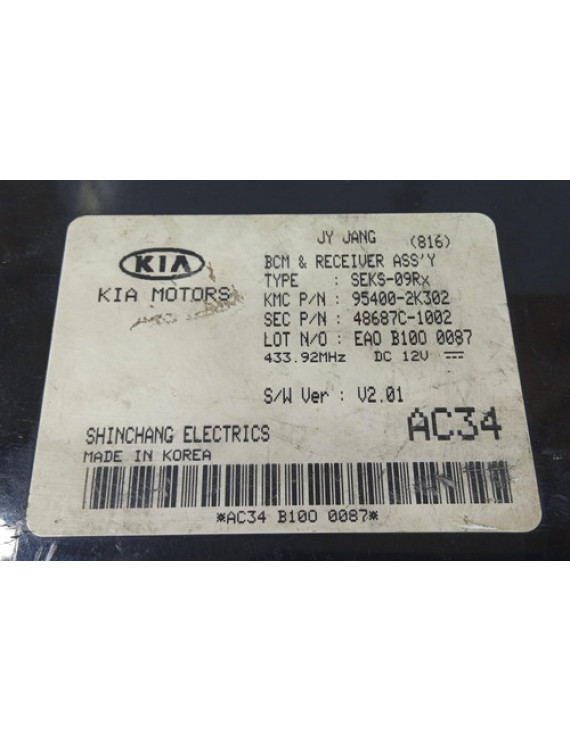 JY JANG (816)
KIA
KIA MOTORS
BCM & RECEIVER ASS'Y
TYPE : SEKS-09Rx
KMC P/N : 95400-2K302
SEC P/N : 48687C-1002
LOT N/O : EAO B100 0087
433.92MHz DC 12V
S/W Ver : V2.01
SHINCHANG ELECTRICS
MADE IN KOREA
AC34
*AC34 B100 0087*